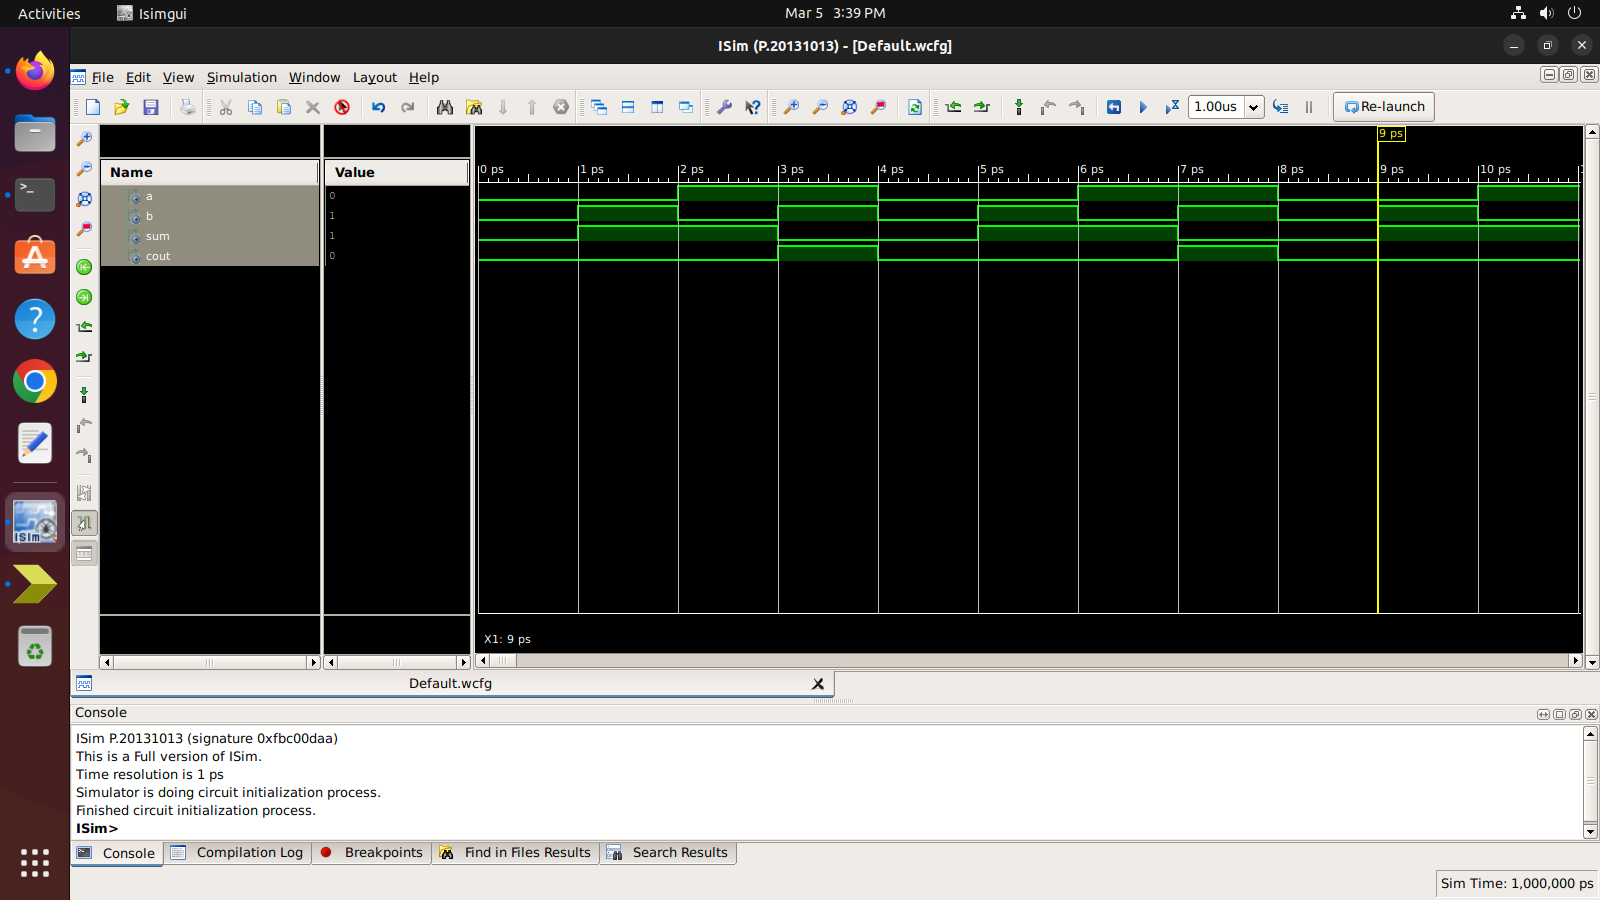 Activities Isimgui Mar 5 3:39 PM
ISim (P.20131013) - [Default.wcfg]
File Edit View Simulation Window Layout Help
1.00us Re-launch
9 ps
Name Value
0 ps 1 ps 2 ps 3 ps 4 ps 5 ps 6 ps 7 ps 8 ps 9 ps 10 ps
a 0
b 1
sum 1
cout 0
ISim
X1: 9 ps
Default.wcfg
Console
ISim P.20131013 (signature 0xfbc00daa)
This is a Full version of ISim.
Time resolution is 1 ps
Simulator is doing circuit initialization process.
Finished circuit initialization process.
ISim>
Console Compilation Log Breakpoints Find in Files Results Search Results
Sim Time: 1,000,000 ps